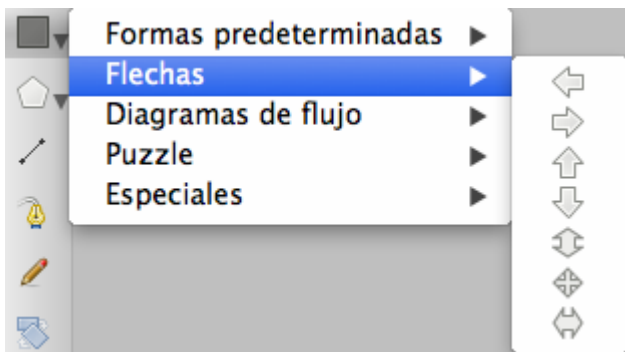 Formas predeterminadas
Flechas
Diagramas de flujo
Puzzle
Especiales